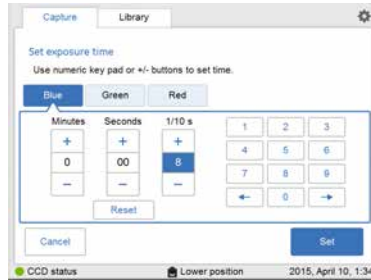 Capture Library
Set exposure time
Use numeric key pad or +/- buttons to set time.
Blue Green Red
Minutes Seconds 1/10 s
+ + + 1 2 3
0 00 8 4 5 6
− − − 7 8 9
Reset ← 0 →
Cancel Set
CCD status Lower position 2015, April 10, 1:34